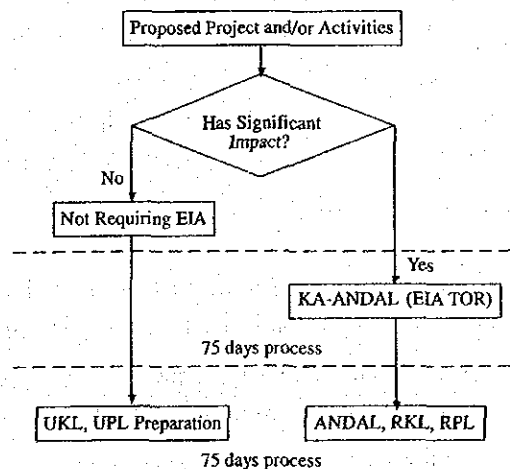 Proposed Project and/or Activities
Has Significant
Impact?
No
Not Requiring EIA
Yes
KA-ANDAL (EIA TOR)
75 days process
UKL, UPL Preparation
ANDAL, RKL, RPL
75 days process